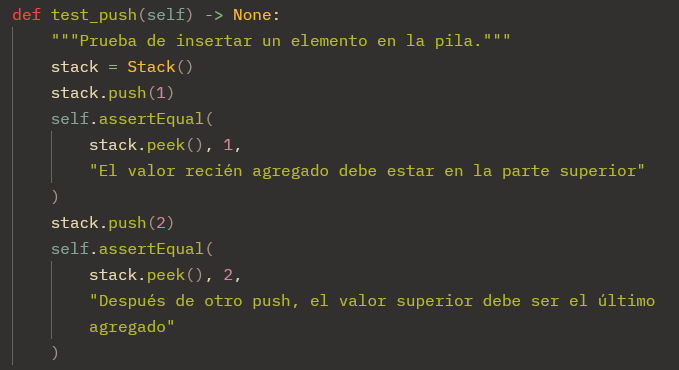 def test_push(self) -> None:
    """Prueba de insertar un elemento en la pila."""
    stack = Stack()
    stack.push(1)
    self.assertEqual(
        stack.peek(), 1,
        "El valor recién agregado debe estar en la parte superior"
    )
    stack.push(2)
    self.assertEqual(
        stack.peek(), 2,
        "Después de otro push, el valor superior debe ser el último
        agregado"
    )